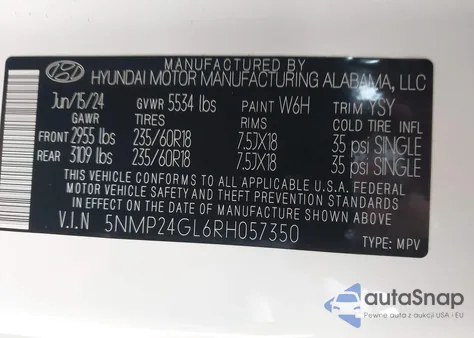 MANUFACTURED BY
HYUNDAI MOTOR MANUFACTURING ALABAMA, LLC
Jun/15/24 GVWR 5534 lbs PAINT W6H TRIM YSY
GAWR TIRES RIMS COLD TIRE INFL
FRONT 2955 lbs 235/60R18 7.5JX18 35 psi SINGLE
REAR 3109 lbs 235/60R18 7.5JX18 35 psi SINGLE
THIS VEHICLE CONFORMS TO ALL APPLICABLE U.S. FEDERAL
MOTOR VEHICLE SAFETY AND THEFT PREVENTION STANDARDS
IN EFFECT ON THE DATE OF MANUFACTURE SHOWN ABOVE.
V.I.N 5NMP24GL6RH057350
TYPE: MPV
autoSnap
Pewne auta z aukcji USA i EU